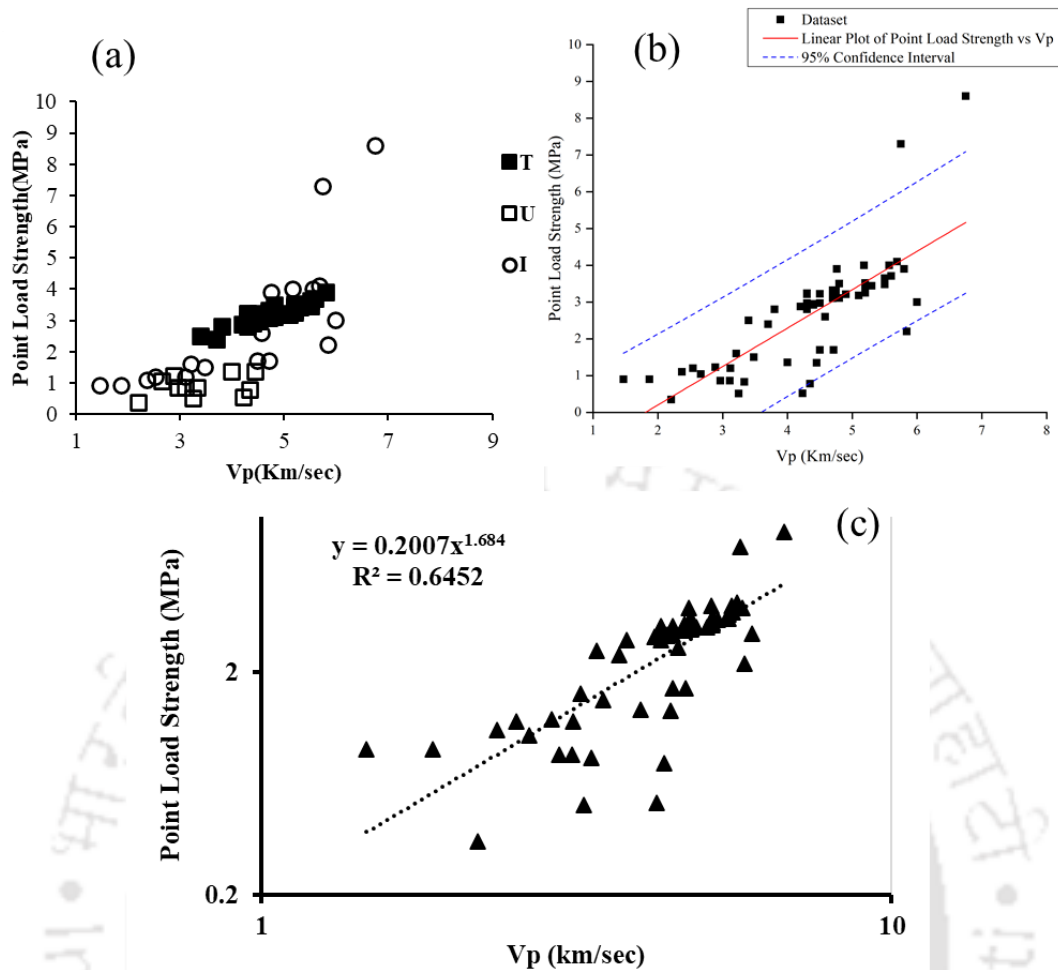 (a)
Point Load Strength(MPa)
10
9
8
7
6
5
4
3
2
1
0
1 3 5 7 9
Vp(Km/sec)
T
U
I
(b)
Dataset
Linear Plot of Point Load Strength vs Vp
95% Confidence Interval
Point Load Strength (MPa)
10
9
8
7
6
5
4
3
2
1
0
1 2 3 4 5 6 7 8
Vp (Km/sec)
(c)
y = 0.2007x^1.684
R² = 0.6452
Point Load Strength (MPa)
2
0.2
1 10
Vp (km/sec)